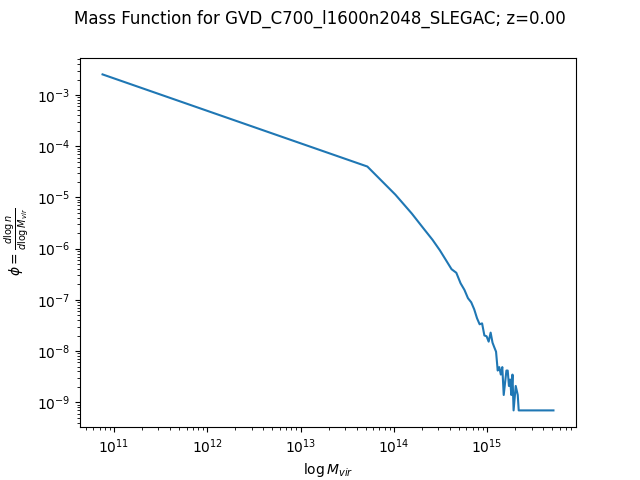 Mass Function for GVD_C700_l1600n2048_SLEGAC; z=0.00
10⁻³
10⁻⁴
10⁻⁵
10⁻⁶
10⁻⁷
10⁻⁸
10⁻⁹
ϕ = d log n / d log M_vir
10¹¹ 10¹² 10¹³ 10¹⁴ 10¹⁵
log M_vir